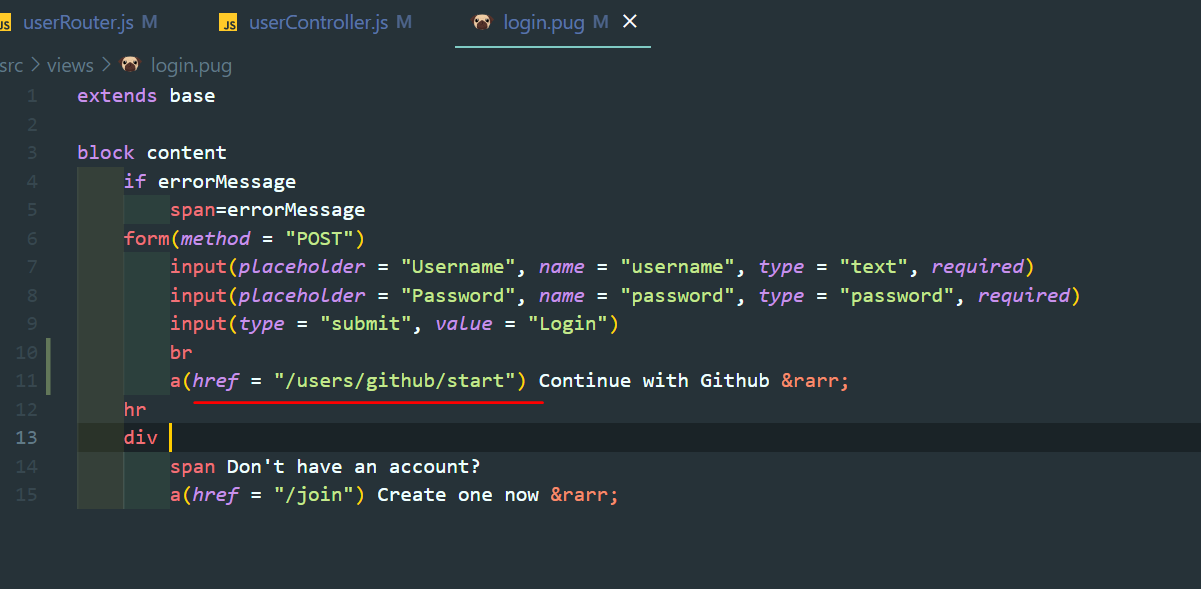 JS userRouter.js M JS userController.js M login.pug M ×
src > views > login.pug
1 extends base
2
3 block content
4 if errorMessage
5 span=errorMessage
6 form(method = "POST")
7 input(placeholder = "Username", name = "username", type = "text", required)
8 input(placeholder = "Password", name = "password", type = "password", required)
9 input(type = "submit", value = "Login")
10 br
11 a(href = "/users/github/start") Continue with Github &rarr;
12 hr
13 div
14 span Don't have an account?
15 a(href = "/join") Create one now &rarr;